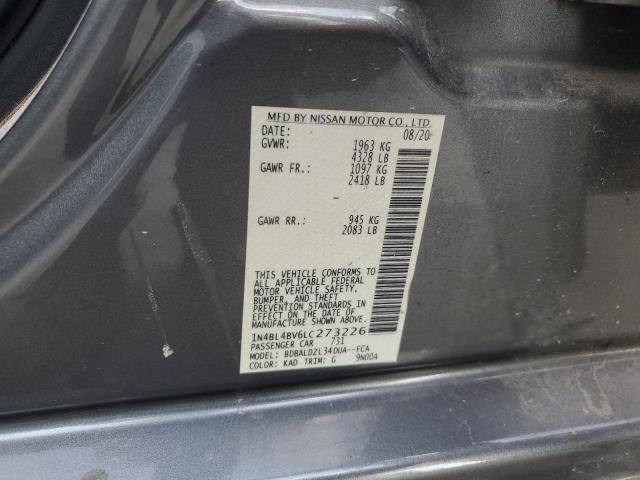 MFD BY NISSAN MOTOR CO., LTD.
DATE: 08/20
GVWR: 1963 KG
4328 LB
GAWR FR.: 1097 KG
2418 LB
GAWR RR.: 945 KG
2083 LB
THIS VEHICLE CONFORMS TO
ALL APPLICABLE FEDERAL
MOTOR VEHICLE SAFETY,
BUMPER, AND THEFT
PREVENTION STANDARDS IN
EFFECT ON THE DATE OF
MANUFACTURE SHOWN ABOVE.
1N4BL4BV6LC273226
PASSENGER CAR 731
MODEL: BDBALDZL34DUA--FCA
COLOR: KAD TRIM: G 9N00A